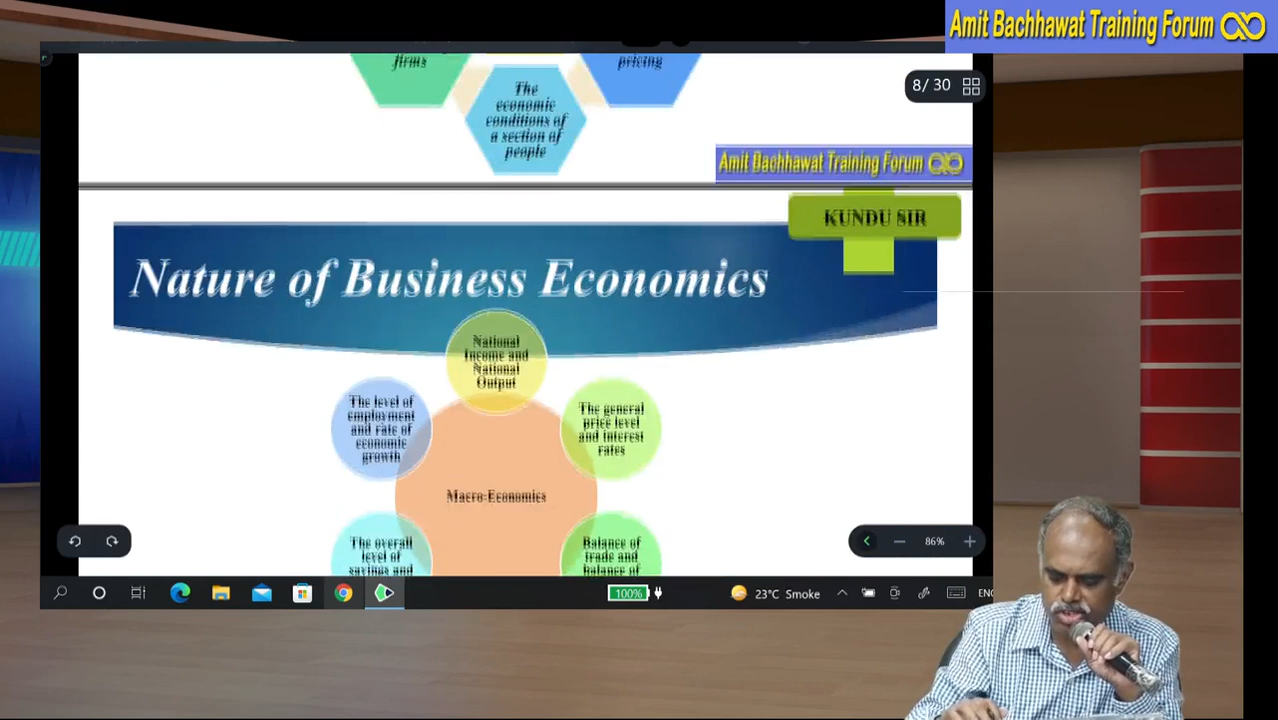 Amit Bachhawat Training Forum
firms
pricing
8/30
The
economic
conditions of
a section of
people
Amit Bachhawat Training Forum
KUNDU SIR
Nature of Business Economics
National
Income and
National
Output
The level of
employment
and rate of
economic
growth
The general
price level
and interest
rates
Macro-Economics
The overall
level of
savings and
Balance of
trade and
balance of
86%
100%
23°C Smoke
ENG